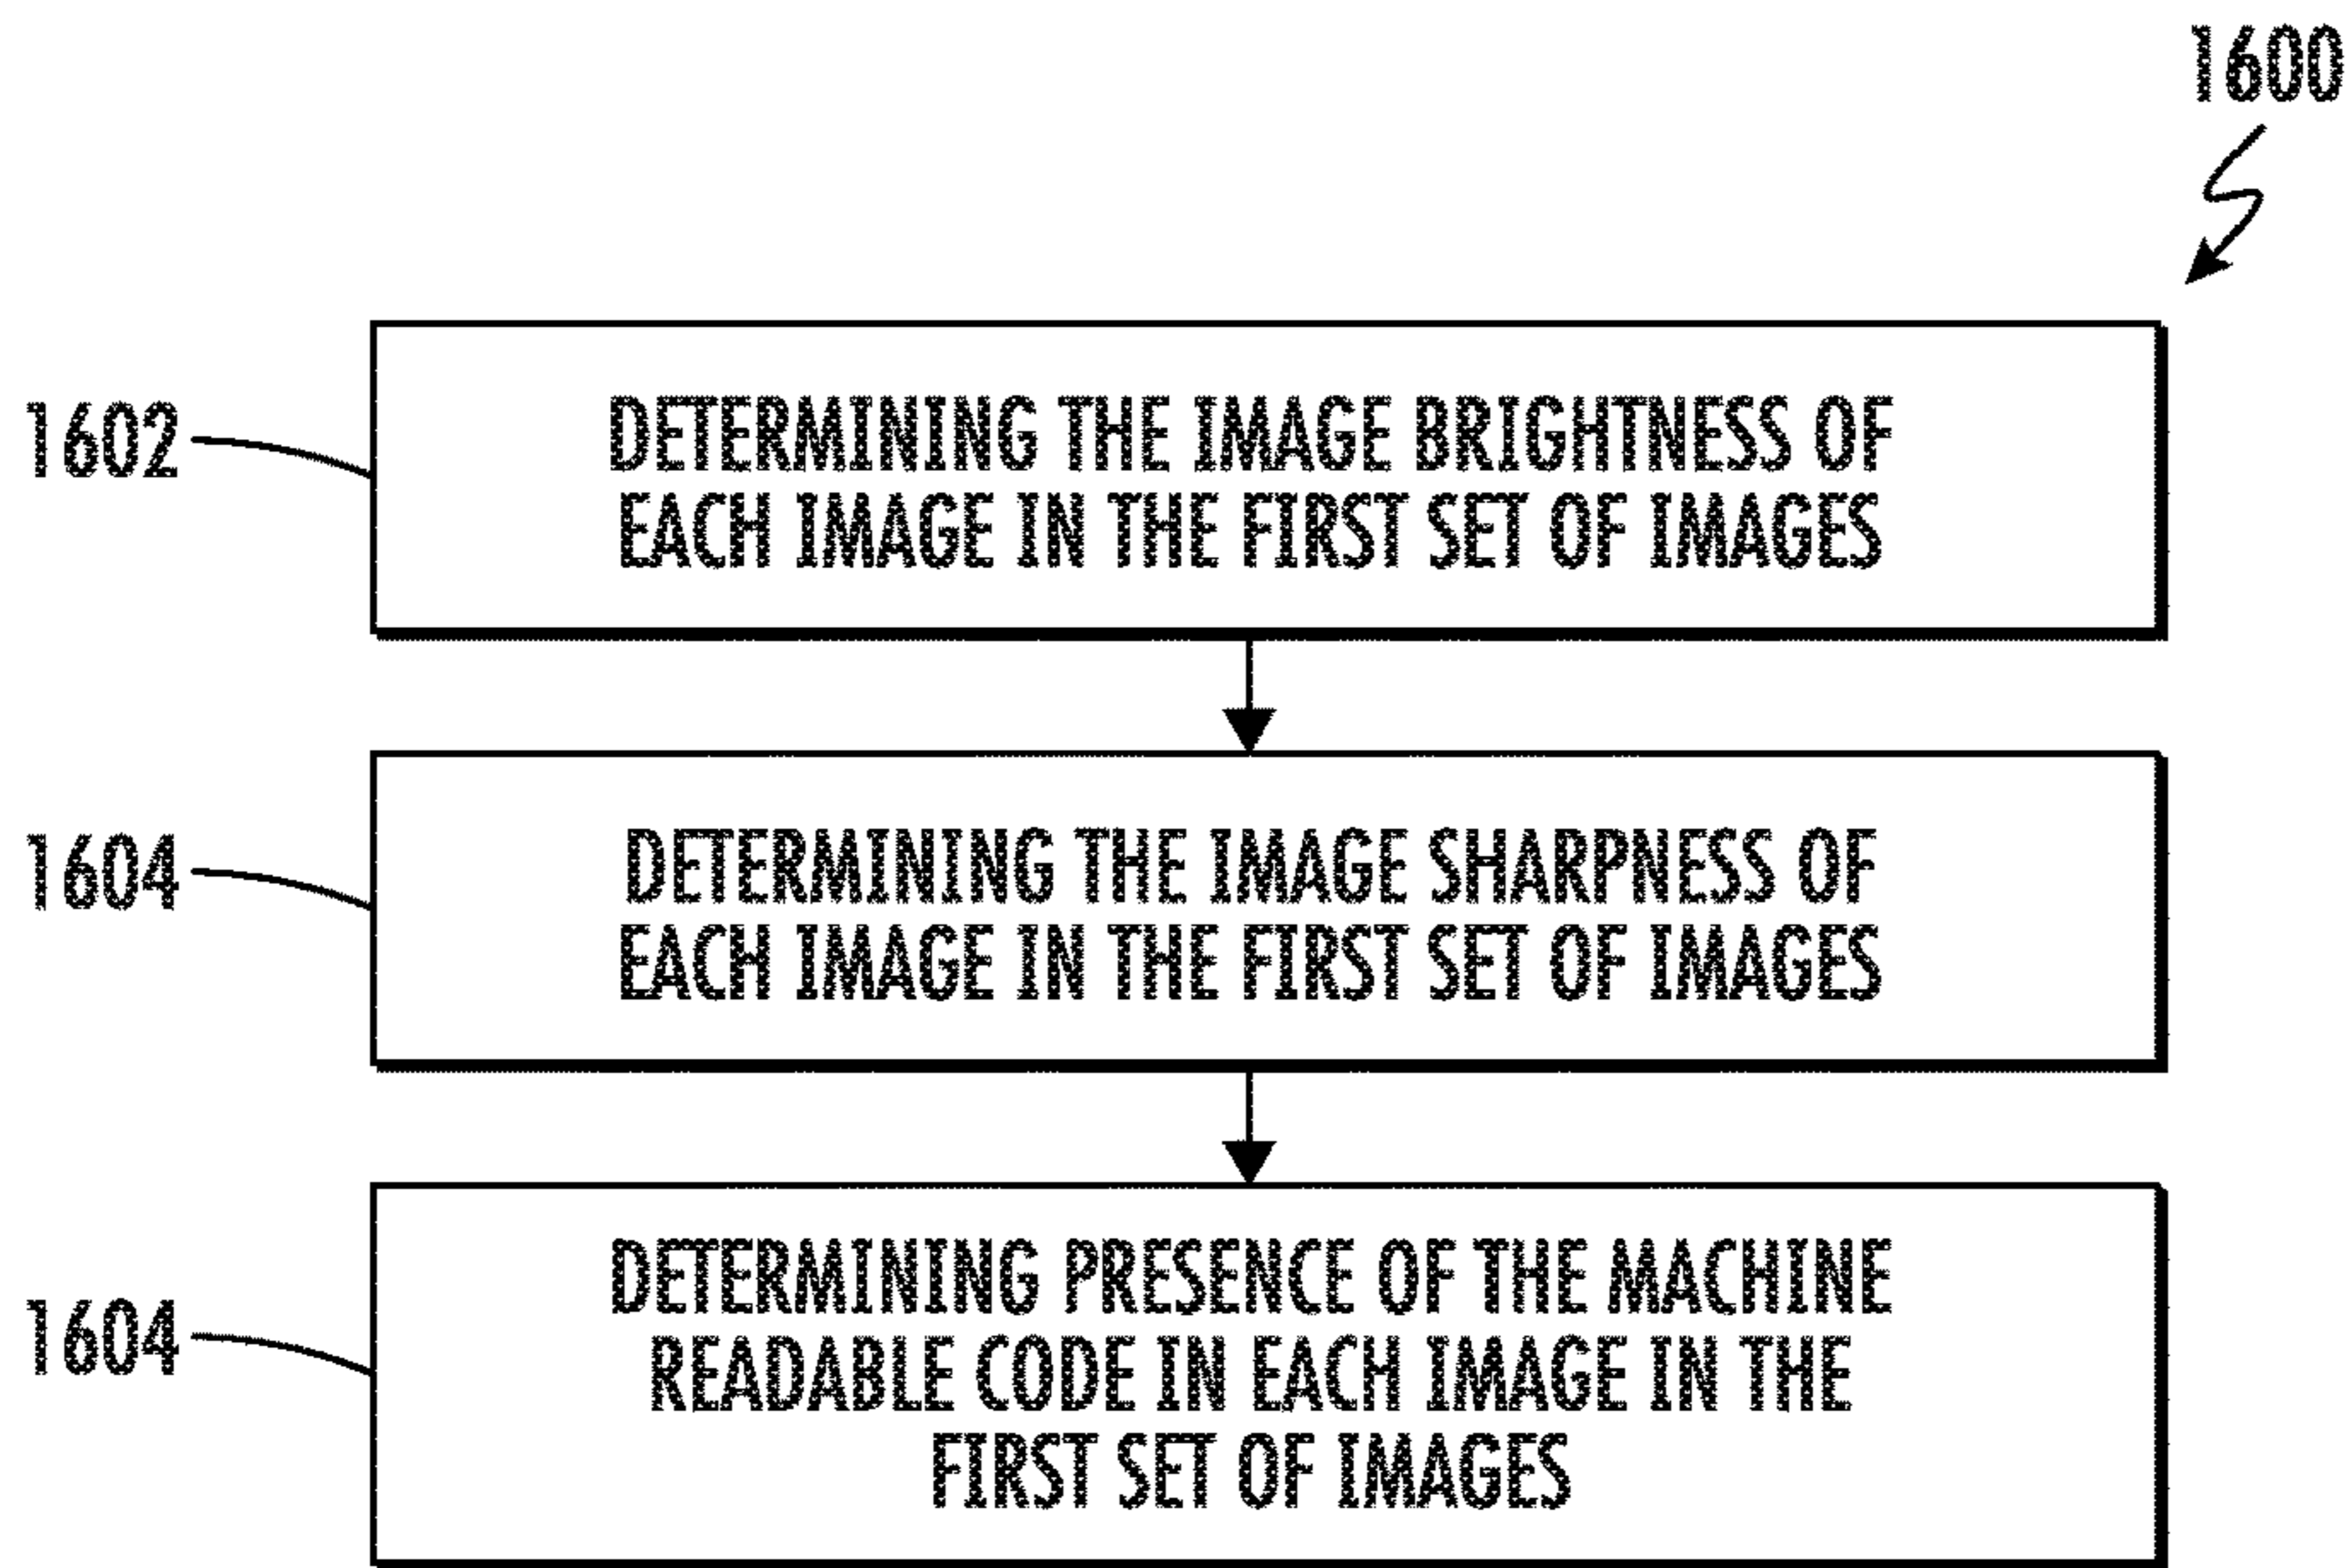 1600
1602
DETERMINING THE IMAGE BRIGHTNESS OF
EACH IMAGE IN THE FIRST SET OF IMAGES
1604
DETERMINING THE IMAGE SHARPNESS OF
EACH IMAGE IN THE FIRST SET OF IMAGES
1604
DETERMINING PRESENCE OF THE MACHINE
READABLE CODE IN EACH IMAGE IN THE
FIRST SET OF IMAGES